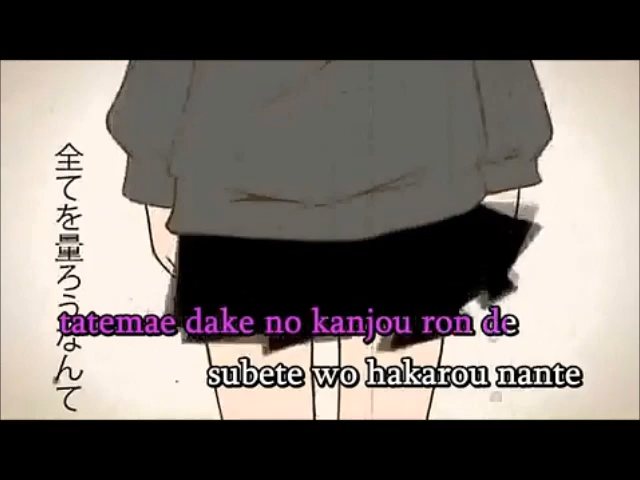 全てを量ろうなんて
tatemae dake no kanjou ron de
subete wo hakarou nante